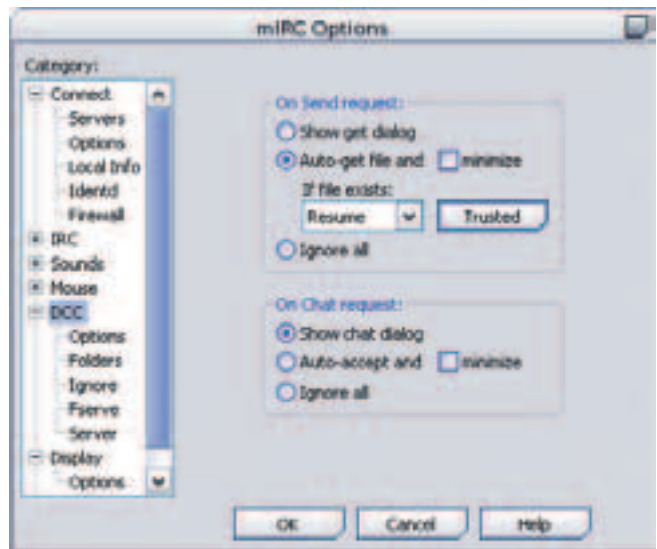 mIRC Options
Category:
Connect
Servers
Options
Local Info
Identd
Firewall
IRC
Sounds
Mouse
DCC
Options
Folders
Ignore
Fserve
Server
Display
Options
On Send request:
Show get dialog
Auto-get file and minimize
If file exists:
Resume Trusted
Ignore all
On Chat request:
Show chat dialog
Auto-accept and minimize
Ignore all
OK Cancel Help